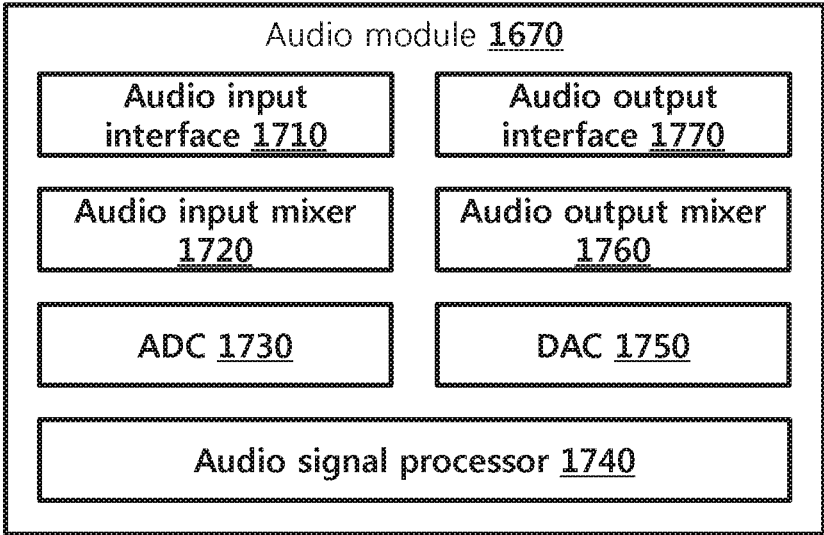 Audio module 1670
Audio input
interface 1710
Audio output
interface 1770
Audio input mixer
1720
Audio output mixer
1760
ADC 1730
DAC 1750
Audio signal processor 1740